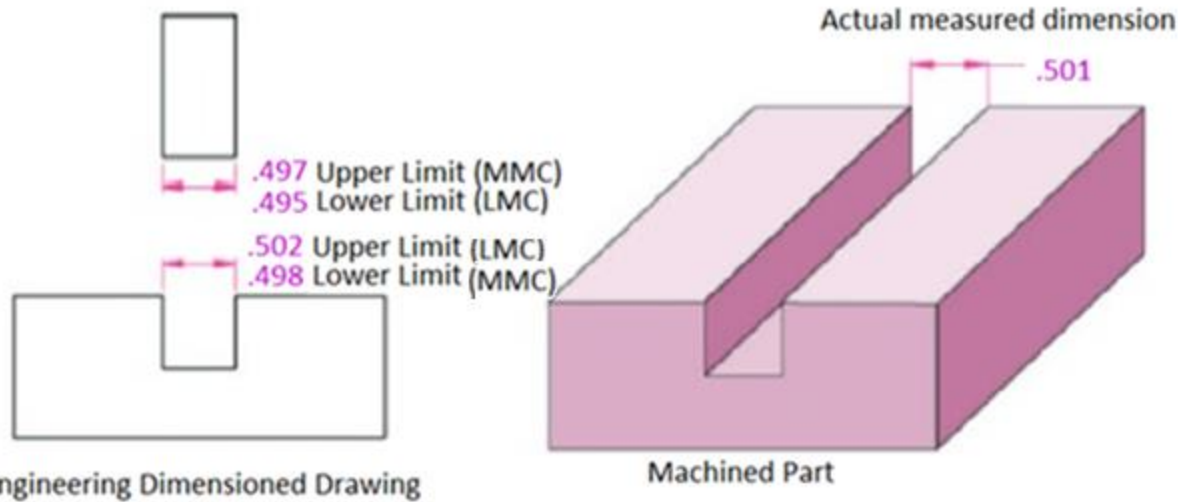 Actual measured dimension
.501
.497 Upper Limit (MMC)
.495 Lower Limit (LMC)
.502 Upper Limit (LMC)
.498 Lower Limit (MMC)
ngineering Dimensioned Drawing
Machined Part